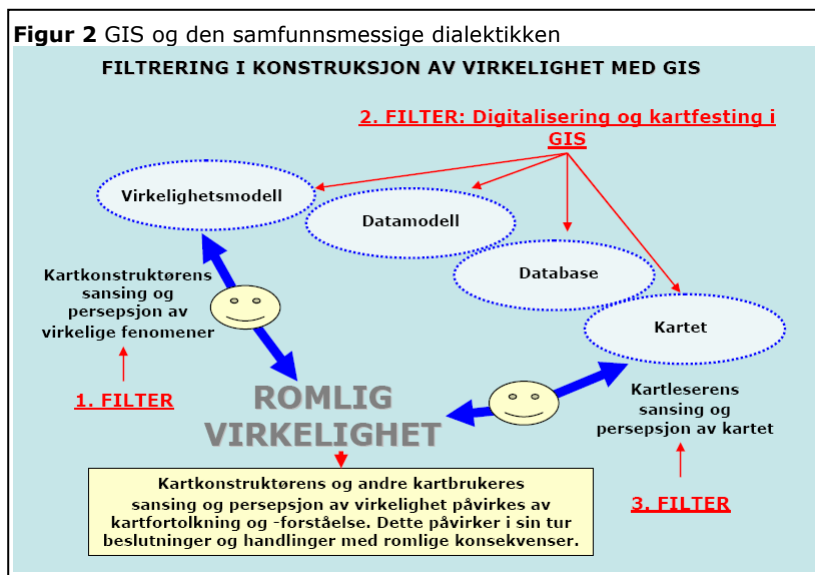 Figur 2 GIS og den samfunnsmessige dialektikken
FILTRERING I KONSTRUKSJON AV VIRKELIGHET MED GIS
2. FILTER: Digitalisering og kartfesting i
GIS
Virkelighetsmodell
Datamodell
Database
Kartet
Kartkonstruktørens
sansing og
persepsjon av
virkelige fenomener
1. FILTER
ROMLIG
VIRKELIGHET
Kartleserens
sansing og
persepsjon av kartet
3. FILTER
Kartkonstruktørens og andre kartbrukeres
sansing og persepsjon av virkelighet påvirkes av
kartfortolkning og -forståelse. Dette påvirker i sin tur
beslutninger og handlinger med romlige konsekvenser.